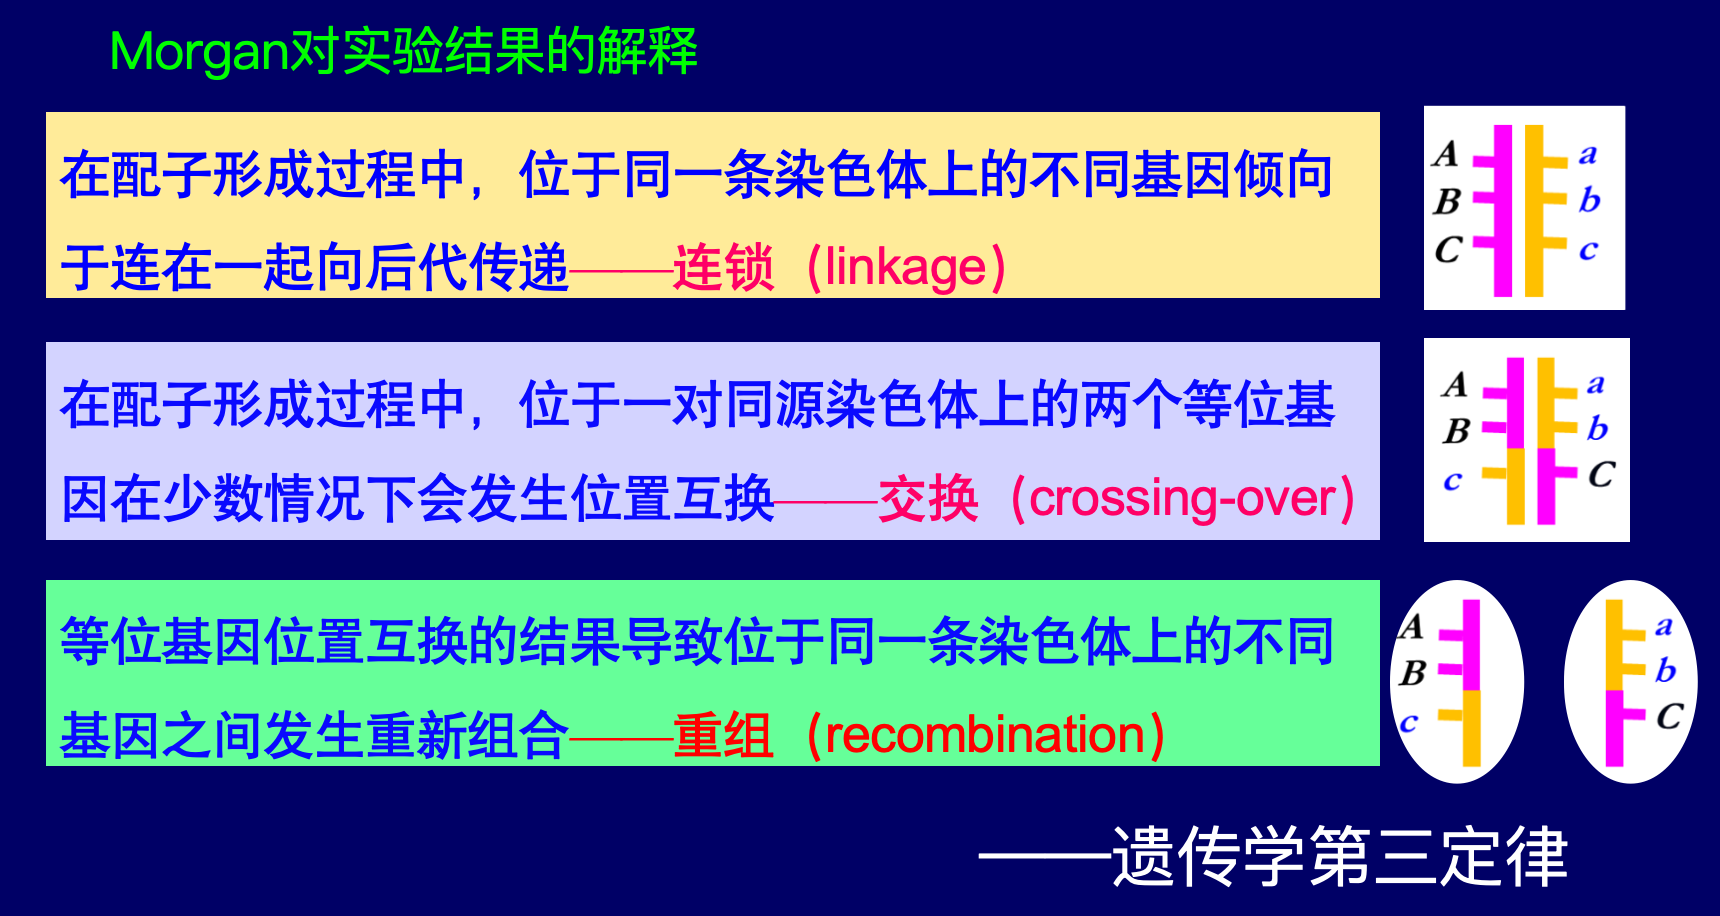 Morgan对实验结果的解释
在配子形成过程中，位于同一条染色体上的不同基因倾向
于连在一起向后代传递——连锁（linkage）
A a
B b
C c
在配子形成过程中，位于一对同源染色体上的两个等位基
因在少数情况下会发生位置互换——交换（crossing-over）
A a
B b
c C
等位基因位置互换的结果导致位于同一条染色体上的不同
基因之间发生重新组合——重组（recombination）
A a
B b
c C
——遗传学第三定律